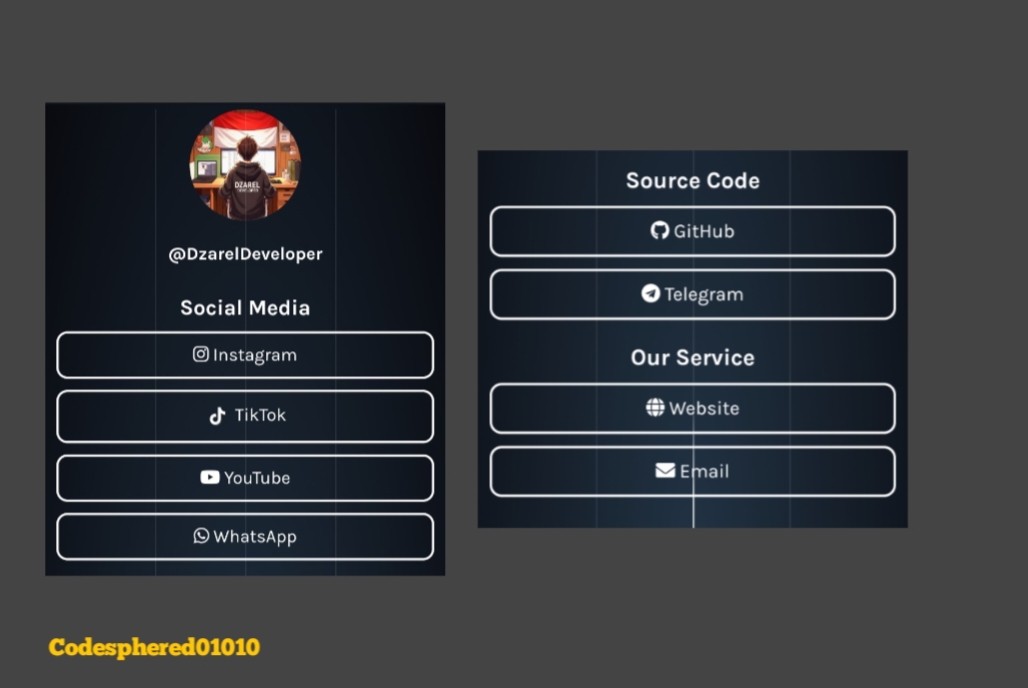 DZAREL
@DzarelDeveloper
Social Media
Instagram
TikTok
YouTube
WhatsApp
Source Code
GitHub
Telegram
Our Service
Website
Email
Codesphered01010